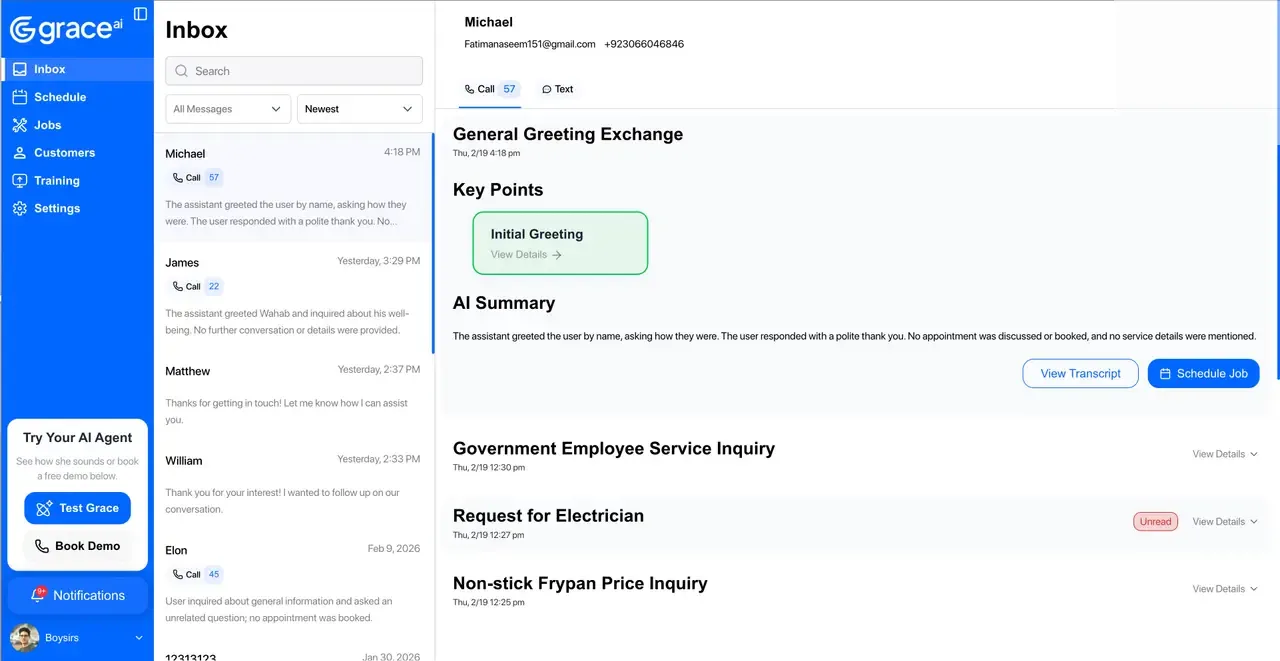 grace ai
Inbox
Schedule
Jobs
Customers
Training
Settings
Try Your AI Agent
See how she sounds or book
a free demo below.
Test Grace
Book Demo
9+
Notifications
Boysirs
Inbox
Search
All Messages
Newest
Michael
4:18 PM
Call 57
The assistant greeted the user by name, asking how they
were. The user responded with a polite thank you. No...
James
Yesterday, 3:29 PM
Call 22
The assistant greeted Wahab and inquired about his well-
being. No further conversation or details were provided.
Matthew
Yesterday, 2:37 PM
Thanks for getting in touch! Let me know how I can assist
you.
William
Yesterday, 2:33 PM
Thank you for your interest! I wanted to follow up on our
conversation.
Elon
Feb 9, 2026
Call 45
User inquired about general information and asked an
unrelated question; no appointment was booked.
12313123
Jan 30, 2026
Michael
Fatimanaseem151@gmail.com +923066046846
Call 57
Text
General Greeting Exchange
Thu, 2/19 4:18 pm
Key Points
Initial Greeting
View Details
AI Summary
The assistant greeted the user by name, asking how they were. The user responded with a polite thank you. No appointment was discussed or booked, and no service details were mentioned.
View Transcript
Schedule Job
Government Employee Service Inquiry
Thu, 2/19 12:30 pm
View Details
Request for Electrician
Thu, 2/19 12:27 pm
Unread
View Details
Non-stick Frypan Price Inquiry
Thu, 2/19 12:25 pm
View Details